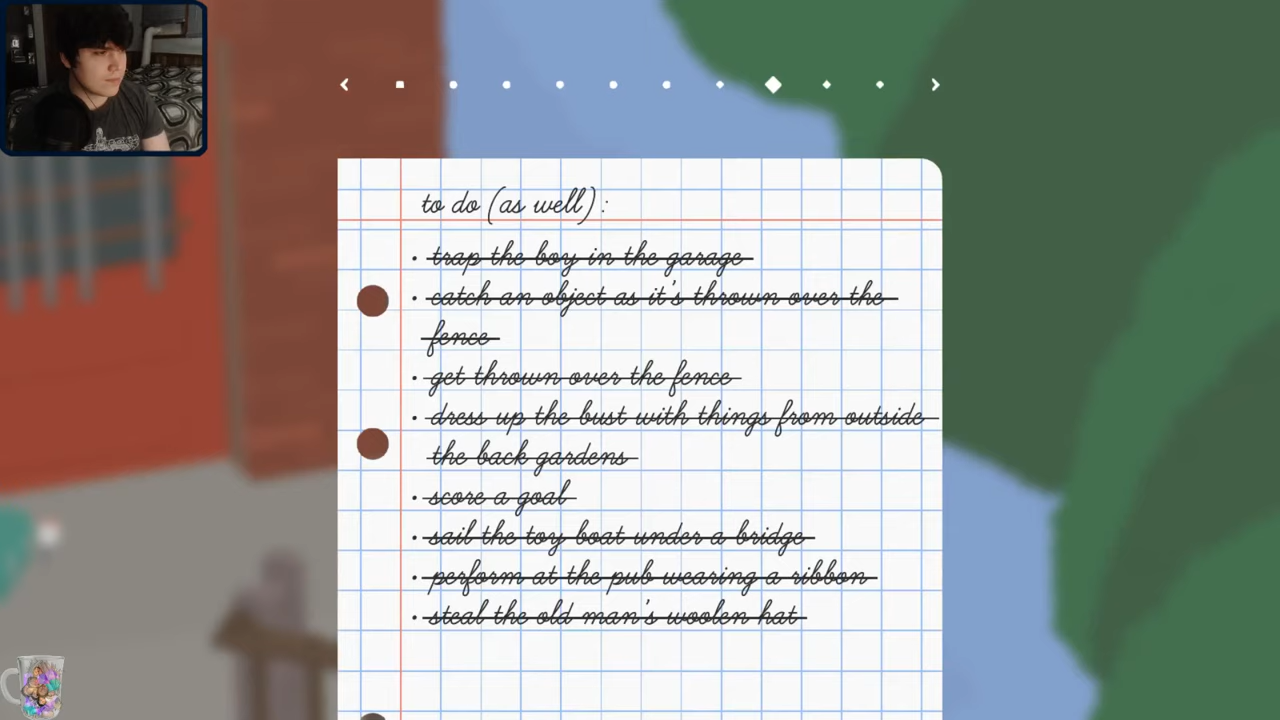 to do (as well):
• trap the boy in the garage
• catch an object as it's thrown over the
fence
• get thrown over the fence
• dress up the bust with things from outside
the back gardens
• score a goal
• sail the toy boat under a bridge
• perform at the pub wearing a ribbon
• steal the old man's woolen hat